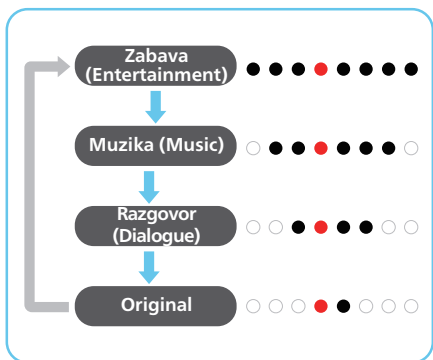 Zabava
(Entertainment)
Muzika (Music)
Razgovor
(Dialogue)
Original